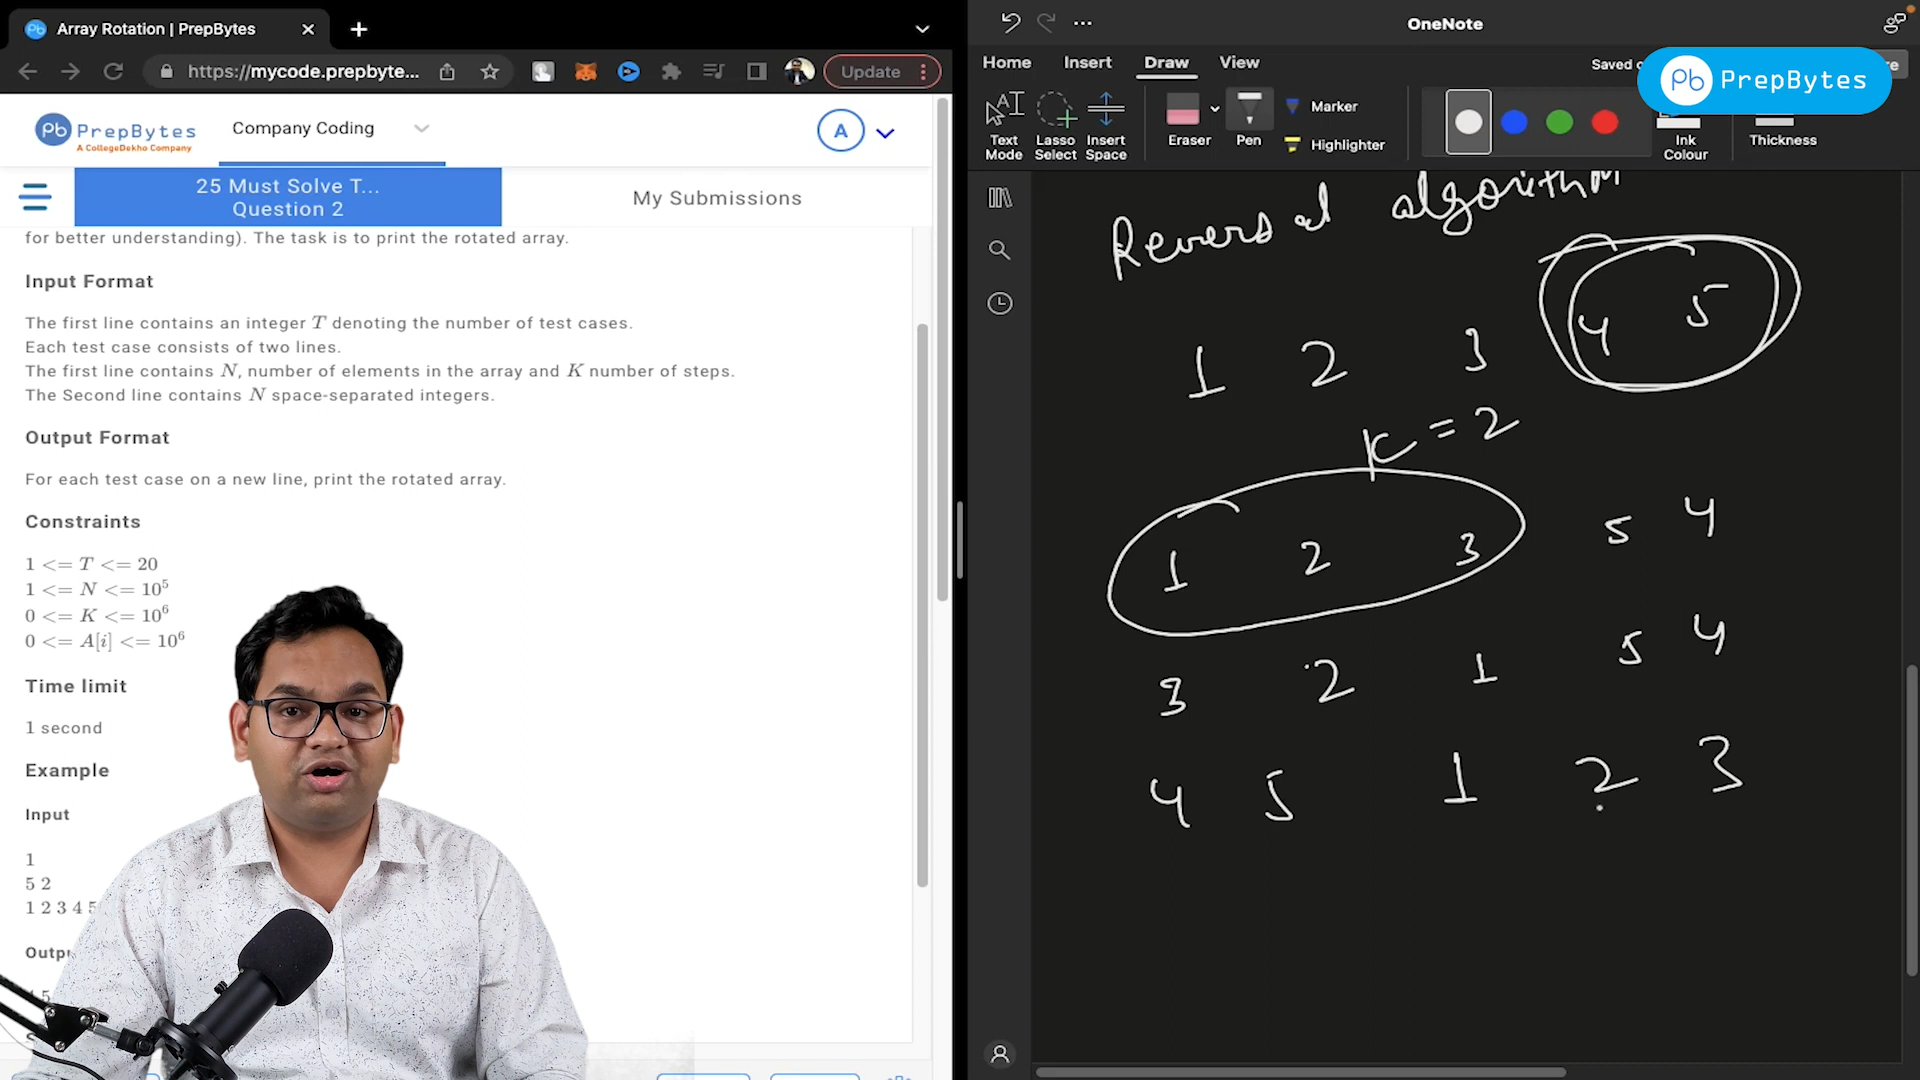 Array Rotation | PrepBytes
https://mycode.prepbyte...
Update
PrepBytes
A CollegeDekho Company
Company Coding
A
25 Must Solve T...
Question 2
My Submissions
for better understanding). The task is to print the rotated array.
Input Format
The first line contains an integer T denoting the number of test cases.
Each test case consists of two lines.
The first line contains N, number of elements in the array and K number of steps.
The Second line contains N space-separated integers.
Output Format
For each test case on a new line, print the rotated array.
Constraints
1 <= T <= 20
1 <= N <= 10^5
0 <= K <= 10^6
0 <= A[i] <= 10^6
Time limit
1 second
Example
Input
1
5 2
1 2 3 4 5
OneNote
Home Insert Draw View
Saved
Pb PrepBytes
Text Mode
Lasso Select
Insert Space
Eraser
Pen
Marker
Highlighter
Ink Colour
Thickness
Reversal algorithm
1 2 3 4 5
K = 2
1 2 3 5 4
3 2 1 5 4
4 5 1 2 3